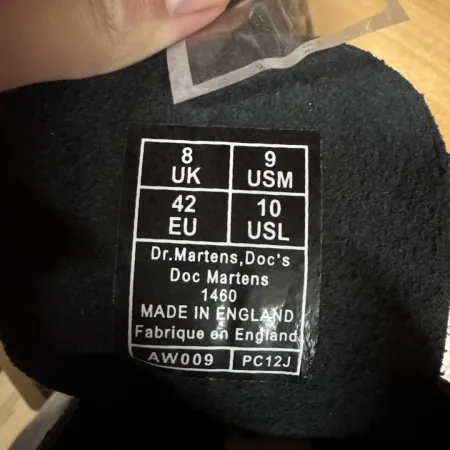 8 9
UK USM
42 10
EU USL
Dr.Martens,Doc's
Doc Martens
1460
MADE IN ENGLAND
Fabrique en England
AW009 PC12J